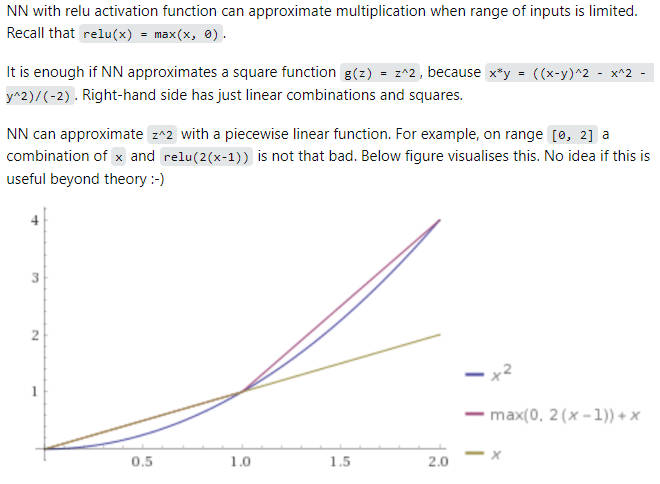 NN with relu activation function can approximate multiplication when range of inputs is limited.
Recall that relu(x) = max(x, 0).
It is enough if NN approximates a square function g(z) = z^2, because x*y = ((x-y)^2 - x^2 -
y^2)/(-2). Right-hand side has just linear combinations and squares.
NN can approximate z^2 with a piecewise linear function. For example, on range [0, 2] a
combination of x and relu(2(x-1)) is not that bad. Below figure visualises this. No idea if this is
useful beyond theory :-)
4
3
2
1
0.5 1.0 1.5 2.0
x²
max(0, 2 (x − 1)) + x
x